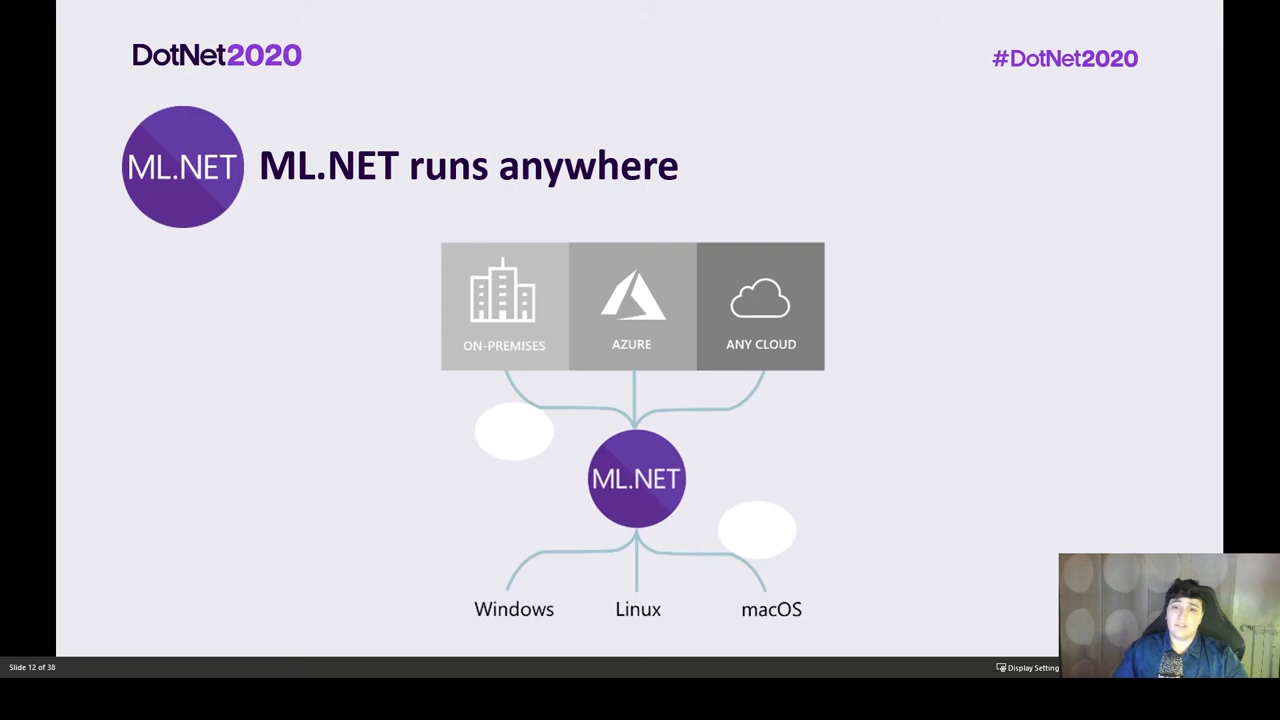 DotNet2020
#DotNet2020
ML.NET
ML.NET runs anywhere
ON-PREMISES
AZURE
ANY CLOUD
ML.NET
Windows
Linux
macOS
Slide 12 of 38
Display Setting